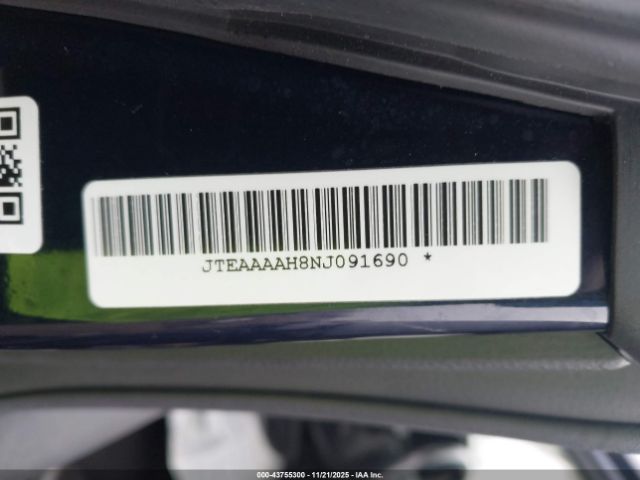 JTEAAAAH8NJ091690 *
000-43755300 - 11/21/2025 - IAA Inc.